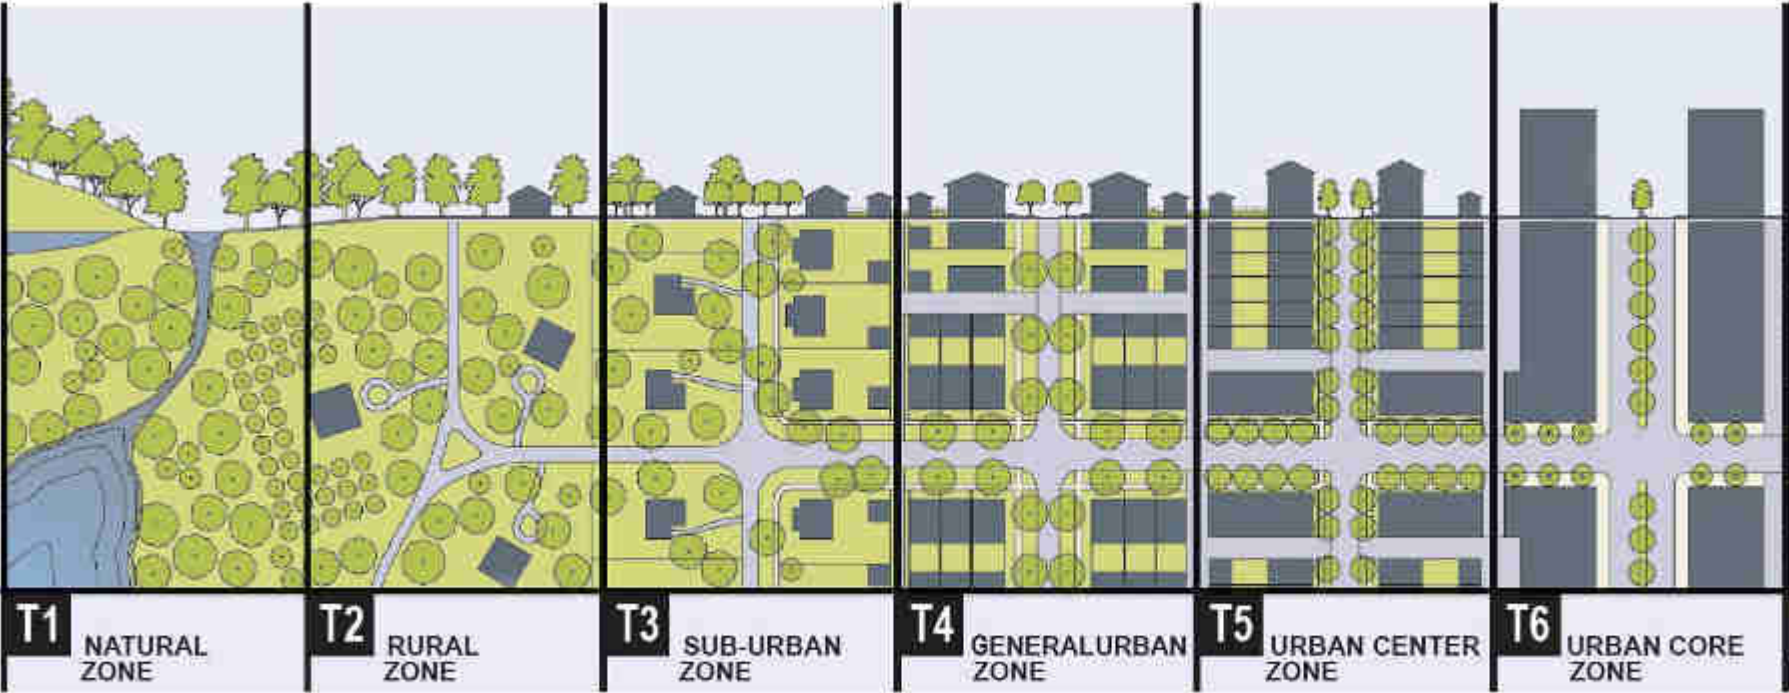 T1 NATURAL
ZONE
T2 RURAL
ZONE
T3 SUB-URBAN
ZONE
T4 GENERALURBAN
ZONE
T5 URBAN CENTER
ZONE
T6 URBAN CORE
ZONE